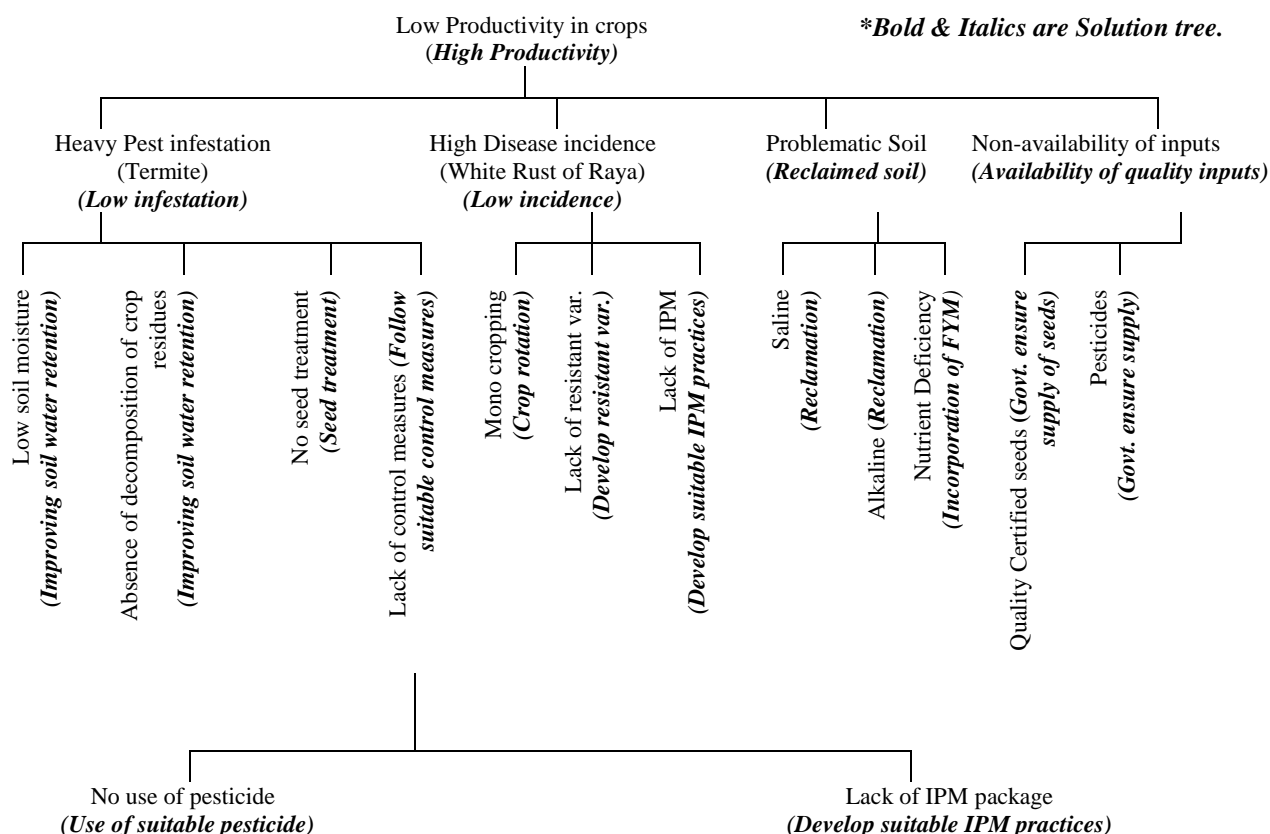 Low Productivity in crops
(High Productivity)
*Bold & Italics are Solution tree.
Heavy Pest infestation
(Termite)
(Low infestation)
High Disease incidence
(White Rust of Raya)
(Low incidence)
Problematic Soil
(Reclaimed soil)
Non-availability of inputs
(Availability of quality inputs)
Low soil moisture
(Improving soil water retention)
Absence of decomposition of crop
residues
(Improving soil water retention)
No seed treatment
(Seed treatment)
Lack of control measures (Follow
suitable control measures)
Mono cropping
(Crop rotation)
Lack of resistant var.
(Develop resistant var.)
Lack of IPM
(Develop suitable IPM practices)
Saline
(Reclamation)
Alkaline (Reclamation)
Nutrient Deficiency
(Incorporation of FYM)
Quality Certified seeds (Govt. ensure
supply of seeds)
Pesticides
(Govt. ensure supply)
No use of pesticide
(Use of suitable pesticide)
Lack of IPM package
(Develop suitable IPM practices)